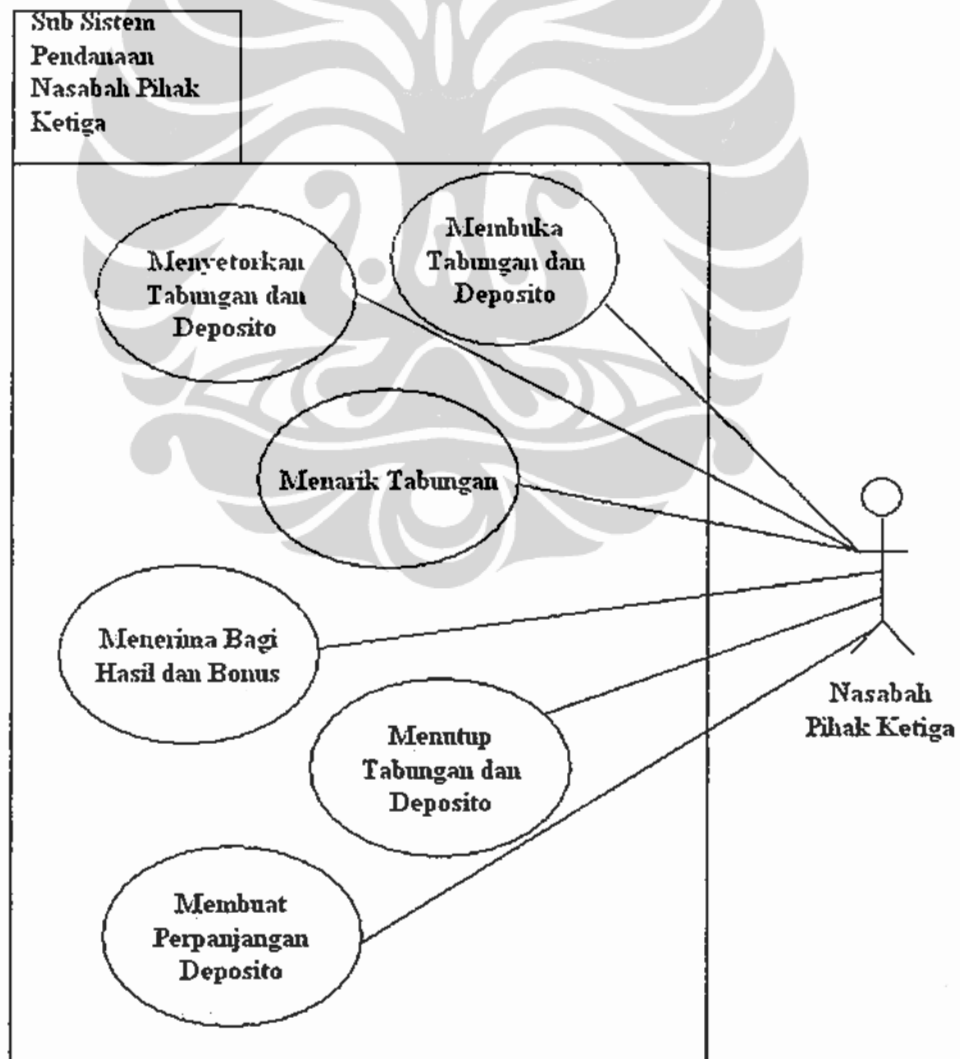 Sub Sistem
Pendanaan
Nasabah Pihak
Ketiga
Membuka
Tabungan dan
Deposito
Menyetorkan
Tabungan dan
Deposito
Menarik Tabungan
Menerima Bagi
Hasil dan Bonus
Nasabah
Pihak Ketiga
Menutup
Tabungan dan
Deposito
Membuat
Perpanjangan
Deposito